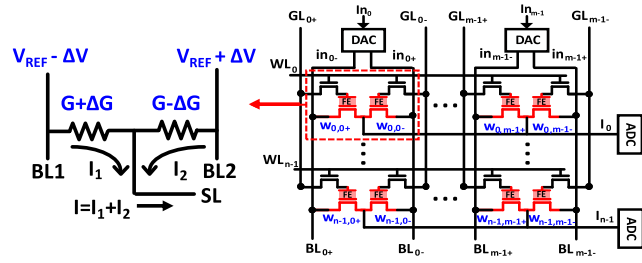 V_REF - ΔV
V_REF + ΔV
G+ΔG
G-ΔG
BL1
I_1
I_2
BL2
I=I_1+I_2
SL
In_0
In_m-1
GL_0+
GL_0-
GL_m-1+
GL_m-1-
DAC
DAC
in_0-
in_0+
in_m-1-
in_m-1+
WL_0
FE
FE
FE
FE
w_0,0+
w_0,0-
w_0,m-1+
w_0,m-1-
I_0
ADC
WL_n-1
FE
FE
FE
FE
w_n-1,0+
w_n-1,0-
w_n-1,m-1+
w_n-1,m-1-
I_n-1
ADC
BL_0+
BL_0-
BL_m-1+
BL_m-1-